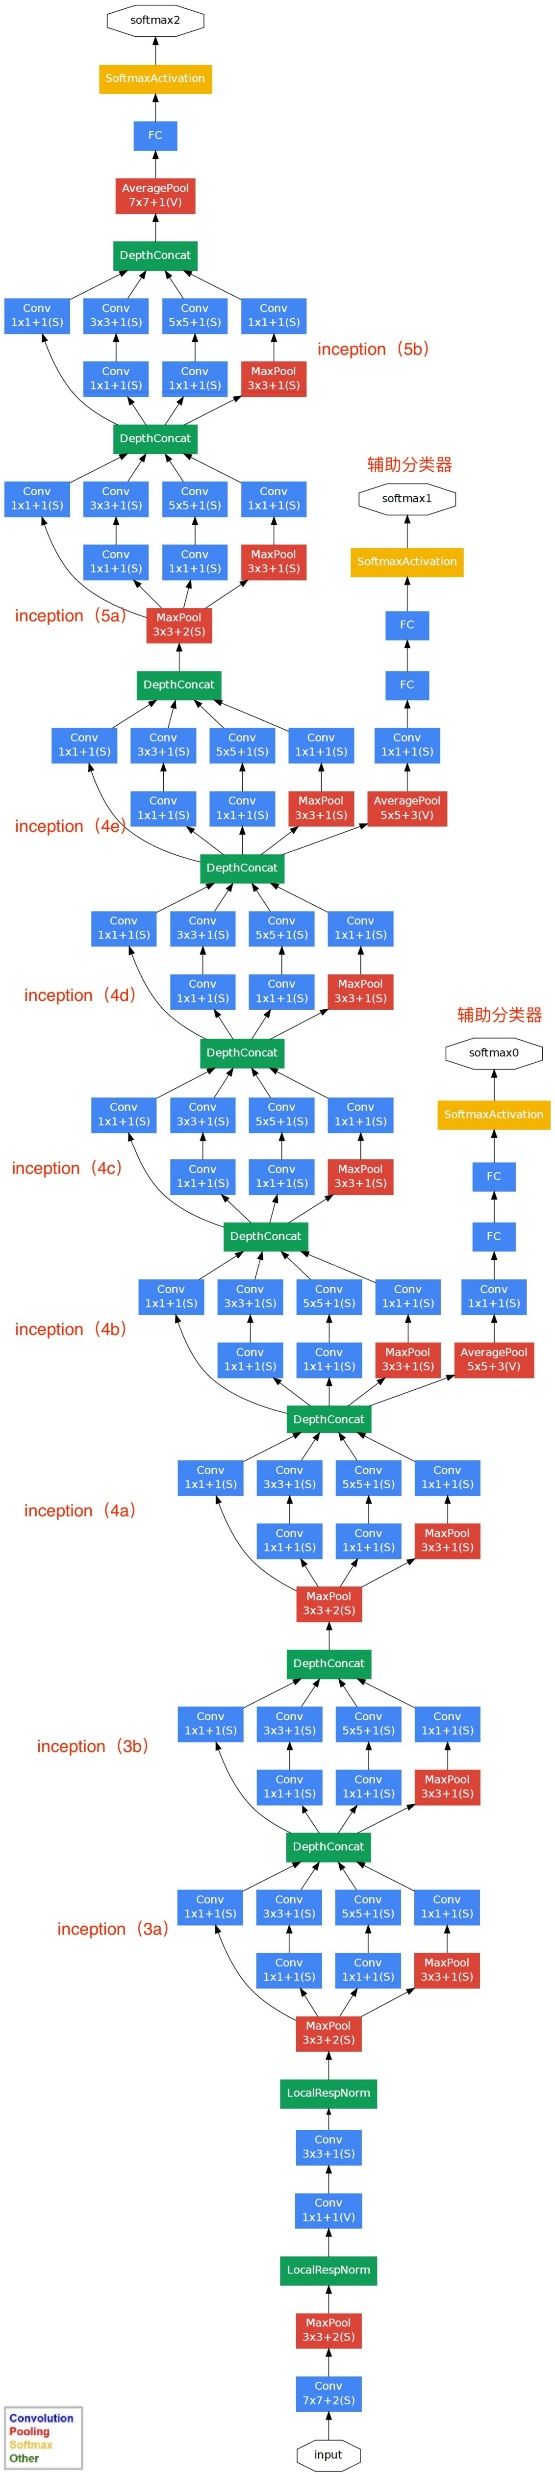 softmax2
SoftmaxActivation
FC
AveragePool
7x7+1(V)
DepthConcat
Conv
1x1+1(S)
Conv
3x3+1(S)
Conv
5x5+1(S)
Conv
1x1+1(S)
inception（5b）
Conv
1x1+1(S)
Conv
1x1+1(S)
MaxPool
3x3+1(S)
DepthConcat
辅助分类器
softmax1
Conv
1x1+1(S)
Conv
3x3+1(S)
Conv
5x5+1(S)
Conv
1x1+1(S)
Conv
1x1+1(S)
Conv
1x1+1(S)
MaxPool
3x3+1(S)
SoftmaxActivation
inception（5a）
MaxPool
3x3+2(S)
FC
DepthConcat
FC
Conv
1x1+1(S)
Conv
3x3+1(S)
Conv
5x5+1(S)
Conv
1x1+1(S)
Conv
1x1+1(S)
inception（4e）
Conv
1x1+1(S)
Conv
1x1+1(S)
MaxPool
3x3+1(S)
AveragePool
5x5+3(V)
DepthConcat
Conv
1x1+1(S)
Conv
3x3+1(S)
Conv
5x5+1(S)
Conv
1x1+1(S)
inception（4d）
Conv
1x1+1(S)
Conv
1x1+1(S)
MaxPool
3x3+1(S)
辅助分类器
DepthConcat
softmax0
Conv
1x1+1(S)
Conv
3x3+1(S)
Conv
5x5+1(S)
Conv
1x1+1(S)
SoftmaxActivation
inception（4c）
Conv
1x1+1(S)
Conv
1x1+1(S)
MaxPool
3x3+1(S)
FC
DepthConcat
FC
Conv
1x1+1(S)
Conv
3x3+1(S)
Conv
5x5+1(S)
Conv
1x1+1(S)
Conv
1x1+1(S)
inception（4b）
Conv
1x1+1(S)
Conv
1x1+1(S)
MaxPool
3x3+1(S)
AveragePool
5x5+3(V)
DepthConcat
Conv
1x1+1(S)
Conv
3x3+1(S)
Conv
5x5+1(S)
Conv
1x1+1(S)
inception（4a）
Conv
1x1+1(S)
Conv
1x1+1(S)
MaxPool
3x3+1(S)
MaxPool
3x3+2(S)
DepthConcat
Conv
1x1+1(S)
Conv
3x3+1(S)
Conv
5x5+1(S)
Conv
1x1+1(S)
inception（3b）
Conv
1x1+1(S)
Conv
1x1+1(S)
MaxPool
3x3+1(S)
DepthConcat
Conv
1x1+1(S)
Conv
3x3+1(S)
Conv
5x5+1(S)
Conv
1x1+1(S)
inception（3a）
Conv
1x1+1(S)
Conv
1x1+1(S)
MaxPool
3x3+1(S)
MaxPool
3x3+2(S)
LocalRespNorm
Conv
3x3+1(S)
Conv
1x1+1(V)
LocalRespNorm
MaxPool
3x3+2(S)
Conv
7x7+2(S)
input
Convolution
Pooling
Softmax
Other